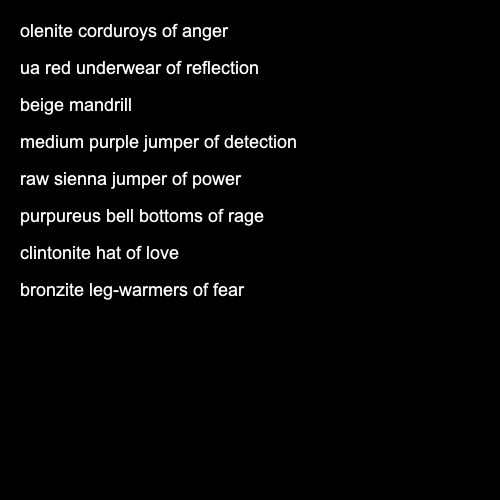 olenite corduroys of anger
ua red underwear of reflection
beige mandrill
medium purple jumper of detection
raw sienna jumper of power
purpureus bell bottoms of rage
clintonite hat of love
bronzite leg-warmers of fear